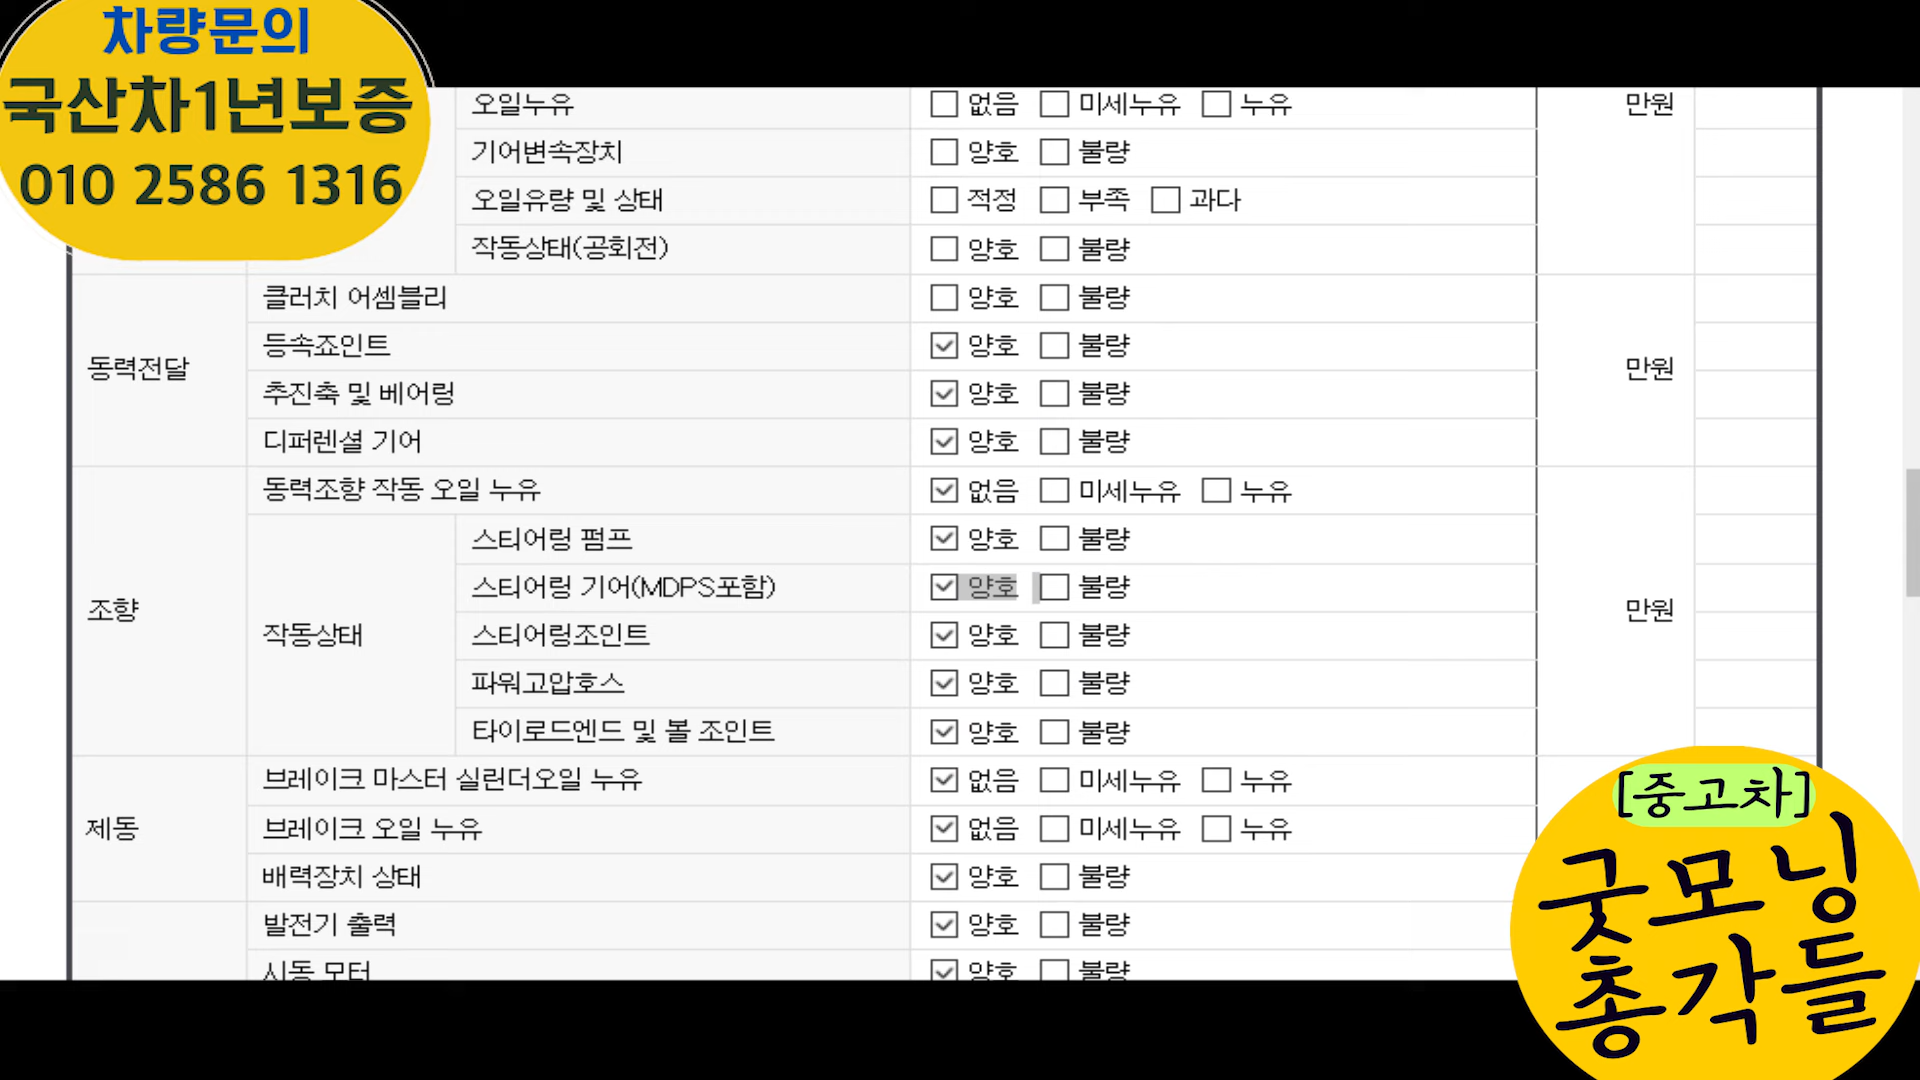 차량문의
국산차1년보증
010 2586 1316
오일누유 없음 미세누유 누유 만원
기어변속장치 양호 불량
오일유량 및 상태 적정 부족 과다
작동상태(공회전) 양호 불량
동력전달
클러치 어셈블리 양호 불량
등속죠인트 양호 불량
만원
추진축 및 베어링 양호 불량
디퍼렌셜 기어 양호 불량
조향
동력조향 작동 오일 누유 없음 미세누유 누유
작동상태
스티어링 펌프 양호 불량
스티어링 기어(MDPS포함) 양호 불량
만원
스티어링조인트 양호 불량
파워고압호스 양호 불량
타이로드엔드 및 볼 조인트 양호 불량
제동
브레이크 마스터 실린더오일 누유 없음 미세누유 누유
브레이크 오일 누유 없음 미세누유 누유
배력장치 상태 양호 불량
발전기 출력 양호 불량
시동 모터 양호 불량
[중고차]
굿모닝
총각들